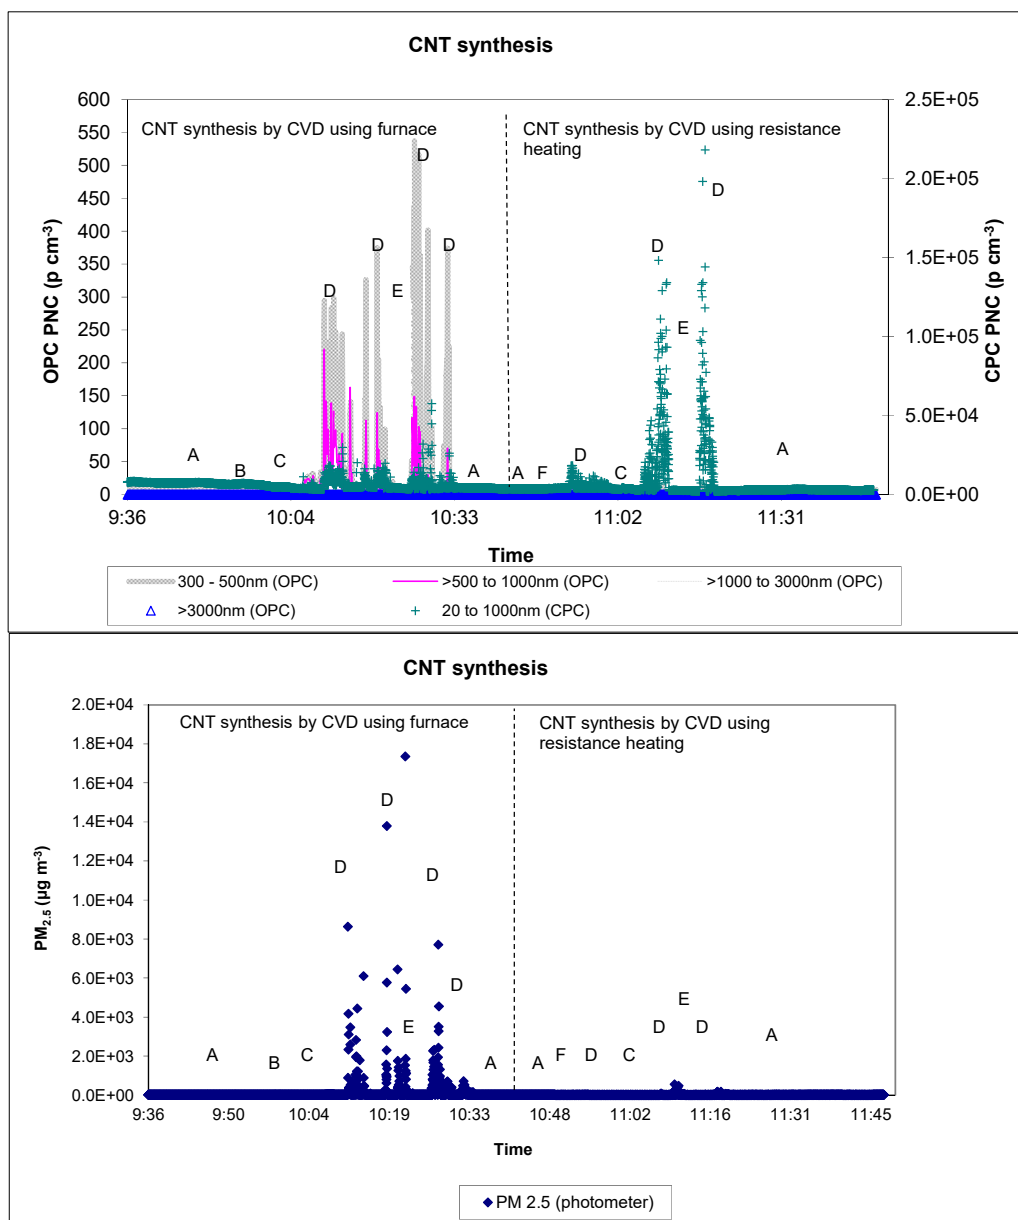 CNT synthesis
CNT synthesis by CVD using furnace
CNT synthesis by CVD using resistance
heating
OPC PNC (p cm⁻³)
CPC PNC (p cm⁻³)
600
550
500
450
400
350
300
250
200
150
100
50
0
2.5E+05
2.0E+05
1.5E+05
1.0E+05
5.0E+04
0.0E+00
A
B
C
D
D
E
D
D
A
A
F
D
C
D
E
D
A
9:36
10:04
10:33
11:02
11:31
Time
300 - 500nm (OPC)
>500 to 1000nm (OPC)
>1000 to 3000nm (OPC)
>3000nm (OPC)
20 to 1000nm (CPC)
CNT synthesis
CNT synthesis by CVD using furnace
CNT synthesis by CVD using
resistance heating
PM2.5 (µg m⁻³)
2.0E+04
1.8E+04
1.6E+04
1.4E+04
1.2E+04
1.0E+04
8.0E+03
6.0E+03
4.0E+03
2.0E+03
0.0E+00
A
B
C
D
D
E
D
D
A
A
F
D
C
D
E
D
A
9:36
9:50
10:04
10:19
10:33
10:48
11:02
11:16
11:31
11:45
Time
PM 2.5 (photometer)